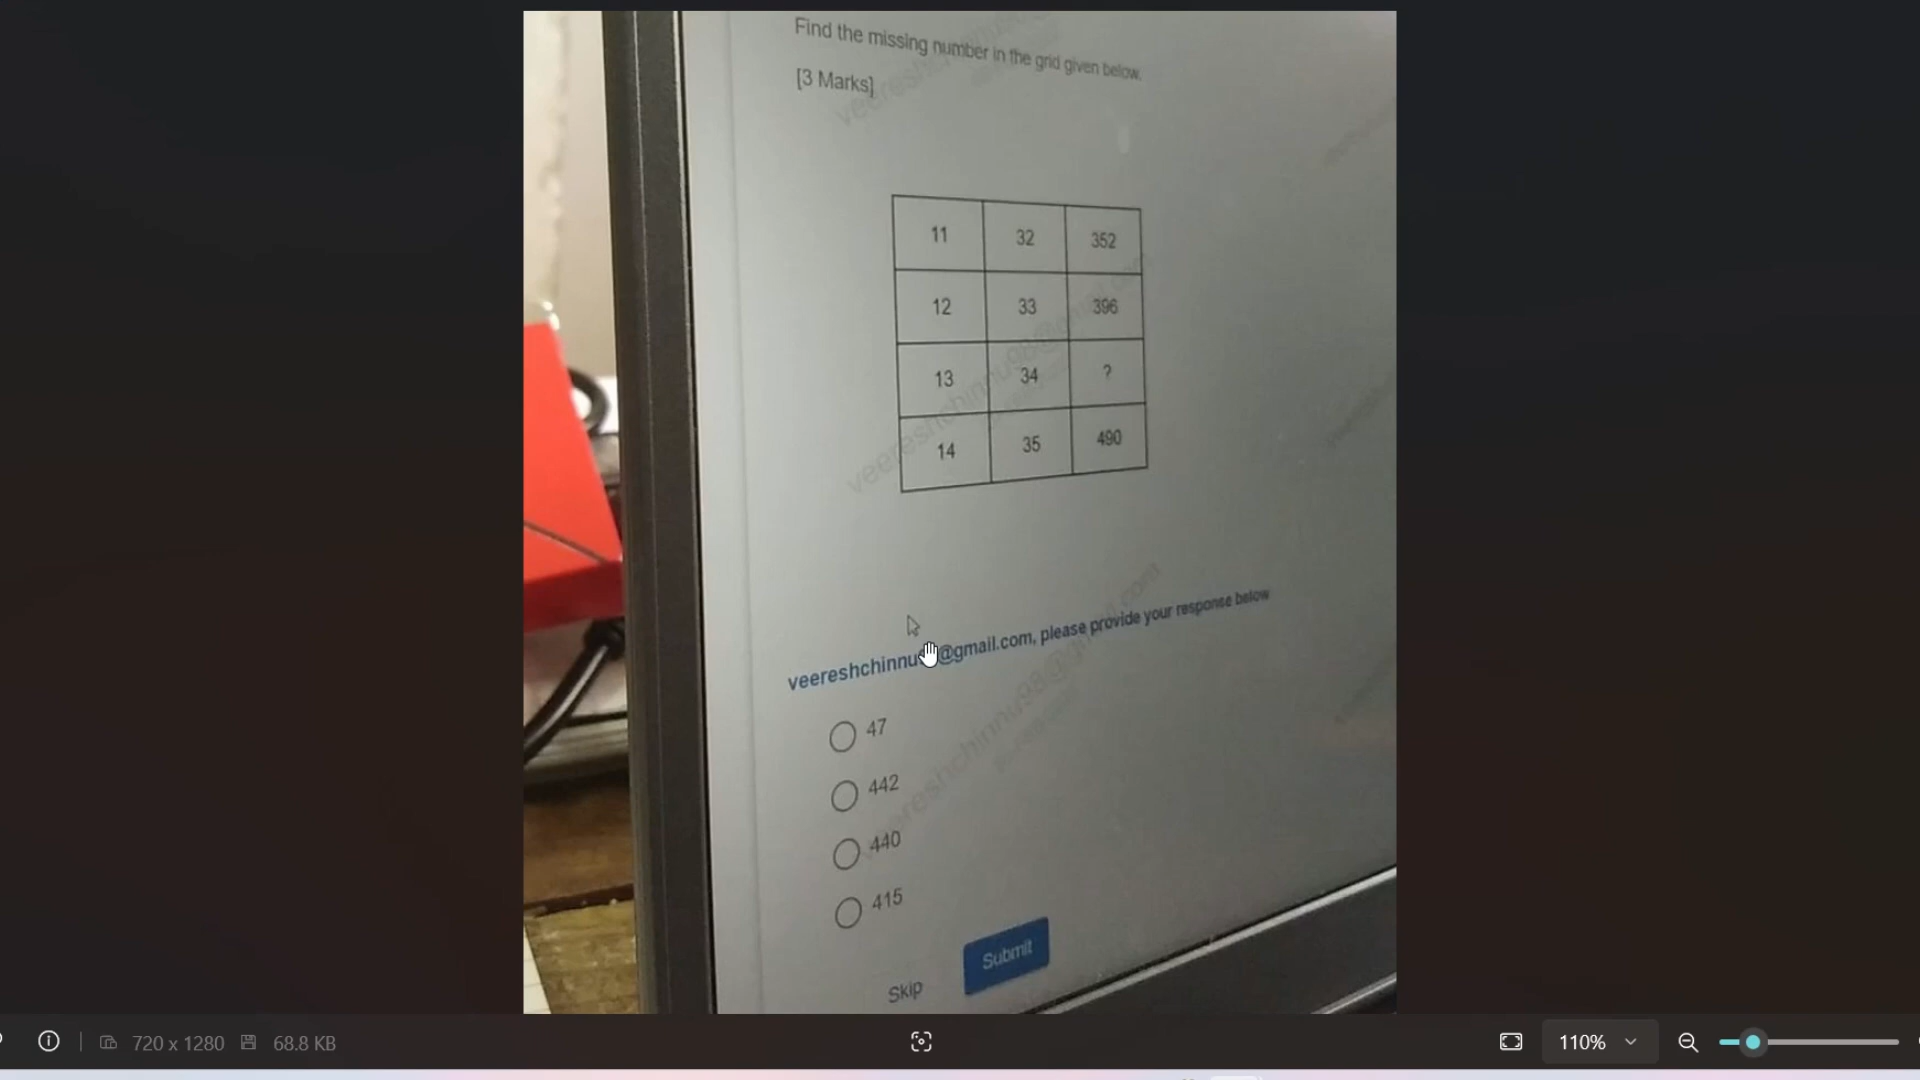 Find the missing number in the grid given below.
[3 Marks]
11 32 352
12 33 396
13 34 ?
14 35 490
veereshchinnu @gmail.com, please provide your response below
47
442
440
415
Submit
Skip
720 x 1280
68.8 KB
110%